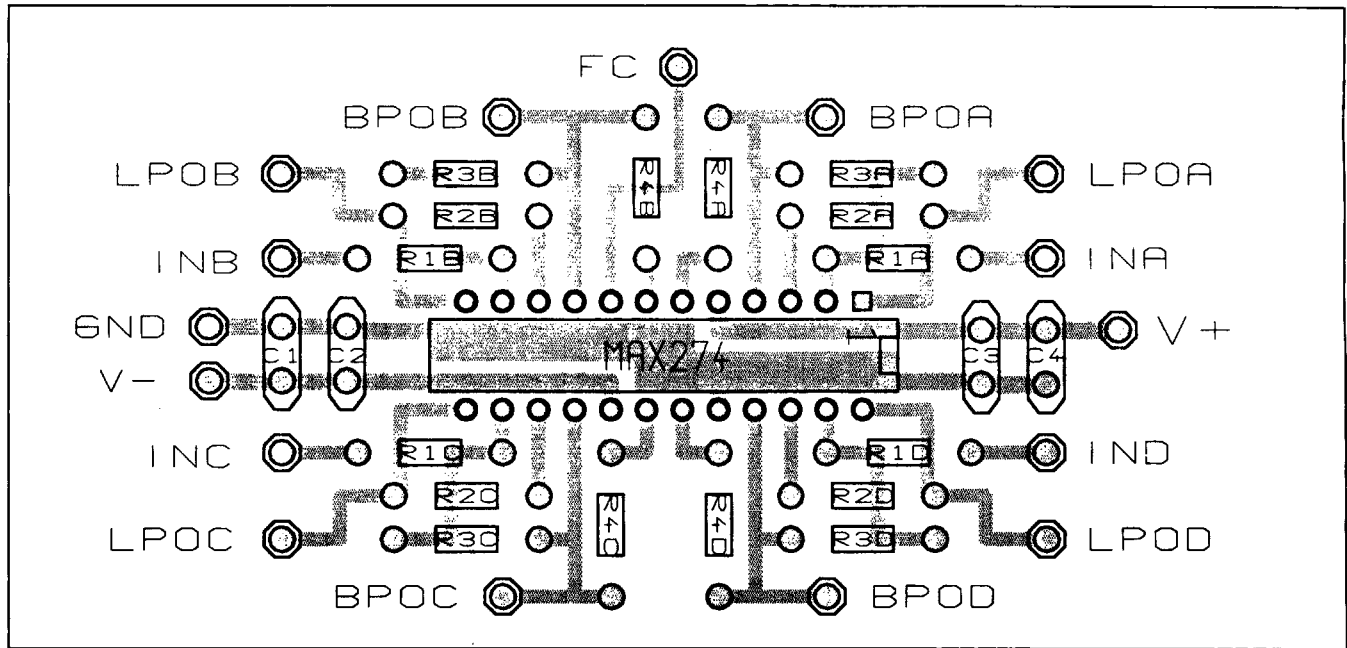 FC
BPOB BPOA
LPOB R3B R4B R4A R3A LPOA
R2B R2A
INB R1B R1A INA
GND V+
C1 C2 MAX274 1 C3 C4
V-
INC R1C R1D IND
R2C R2D
R4C R4D
LPOC R3C R3D LPOD
BPOC BPOD